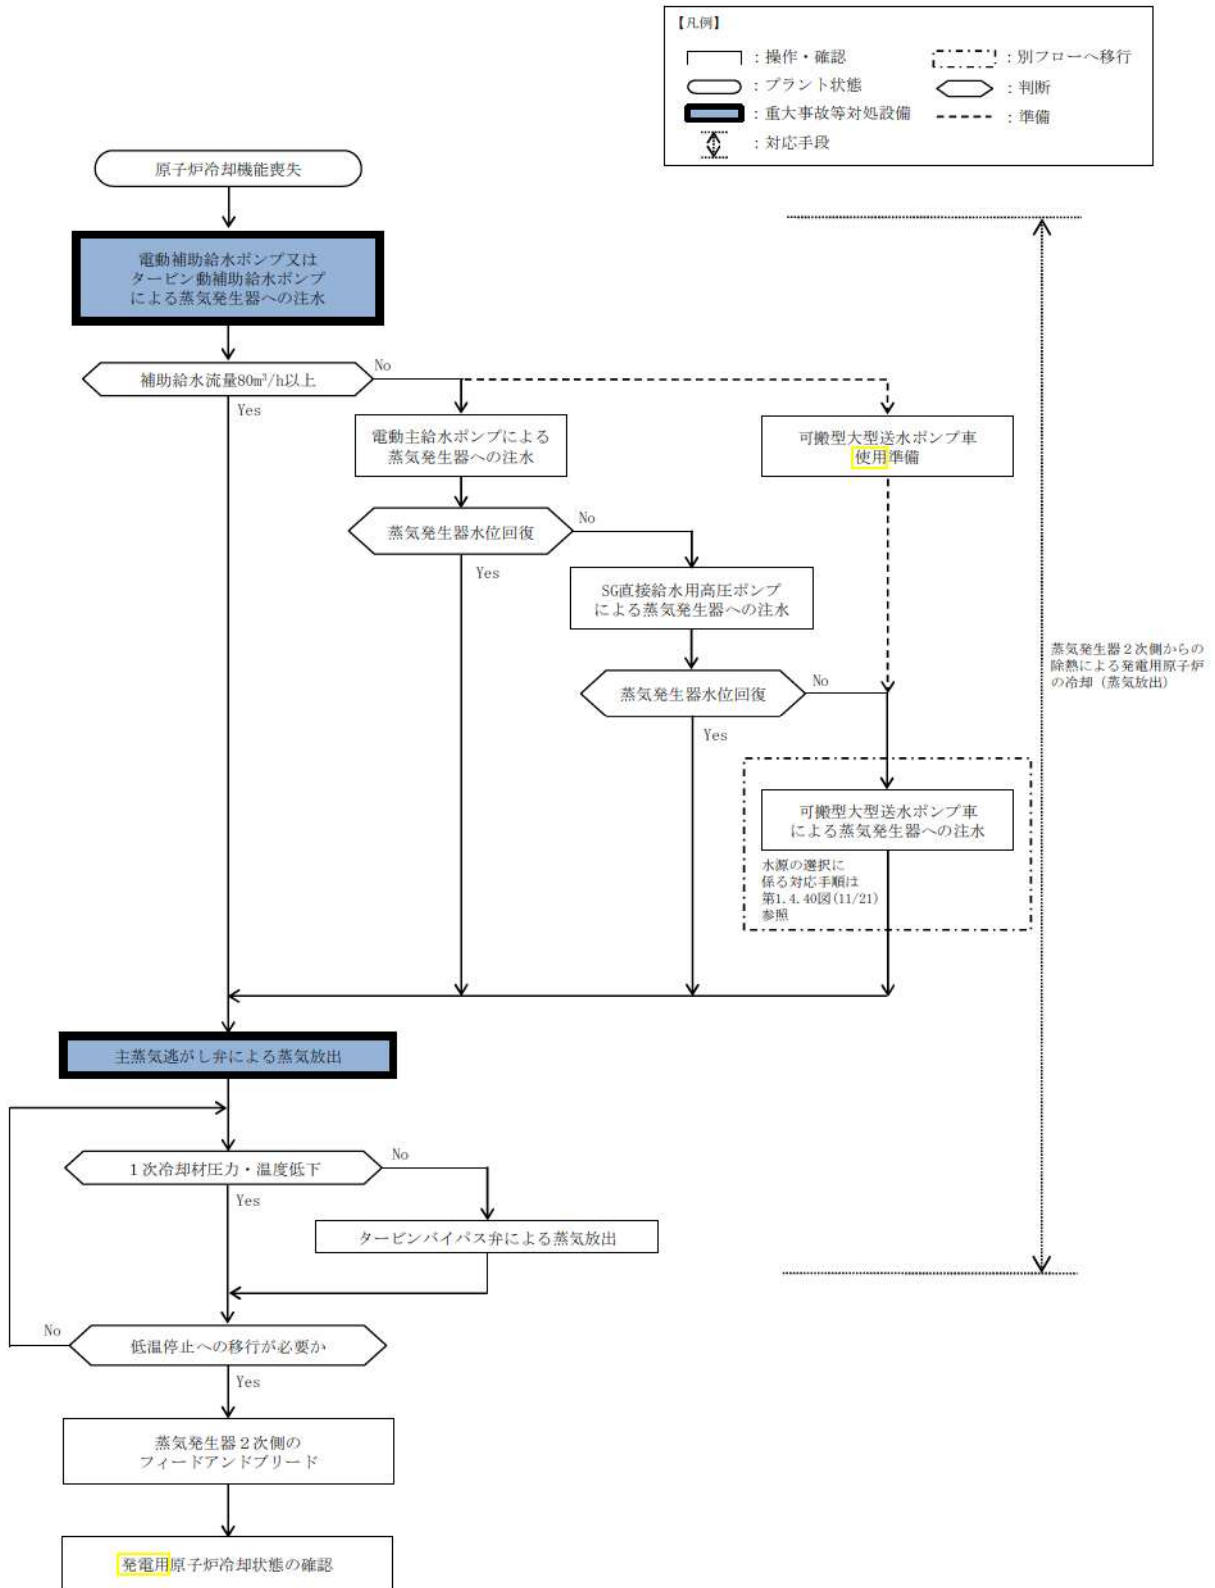 【凡例】
：操作・確認
：別フローへ移行
：プラント状態
：判断
：重大事故等対処設備
：準備
：対応手段
原子炉冷却機能喪失
電動補助給水ポンプ又は
タービン動補助給水ポンプ
による蒸気発生器への注水
補助給水流量80m³/h以上
No
Yes
電動主給水ポンプによる
蒸気発生器への注水
可搬型大型送水ポンプ車
使用準備
蒸気発生器水位回復
No
Yes
SG直接給水用高圧ポンプ
による蒸気発生器への注水
蒸気発生器水位回復
No
Yes
蒸気発生器２次側からの
除熱による発電用原子炉
の冷却（蒸気放出）
可搬型大型送水ポンプ車
による蒸気発生器への注水
水源の選択に
係る対応手順は
第1.4.40図(11/21)
参照
主蒸気逃がし弁による蒸気放出
１次冷却材圧力・温度低下
No
Yes
タービンバイパス弁による蒸気放出
低温停止への移行が必要か
No
Yes
蒸気発生器２次側の
フィードアンドブリード
発電用原子炉冷却状態の確認